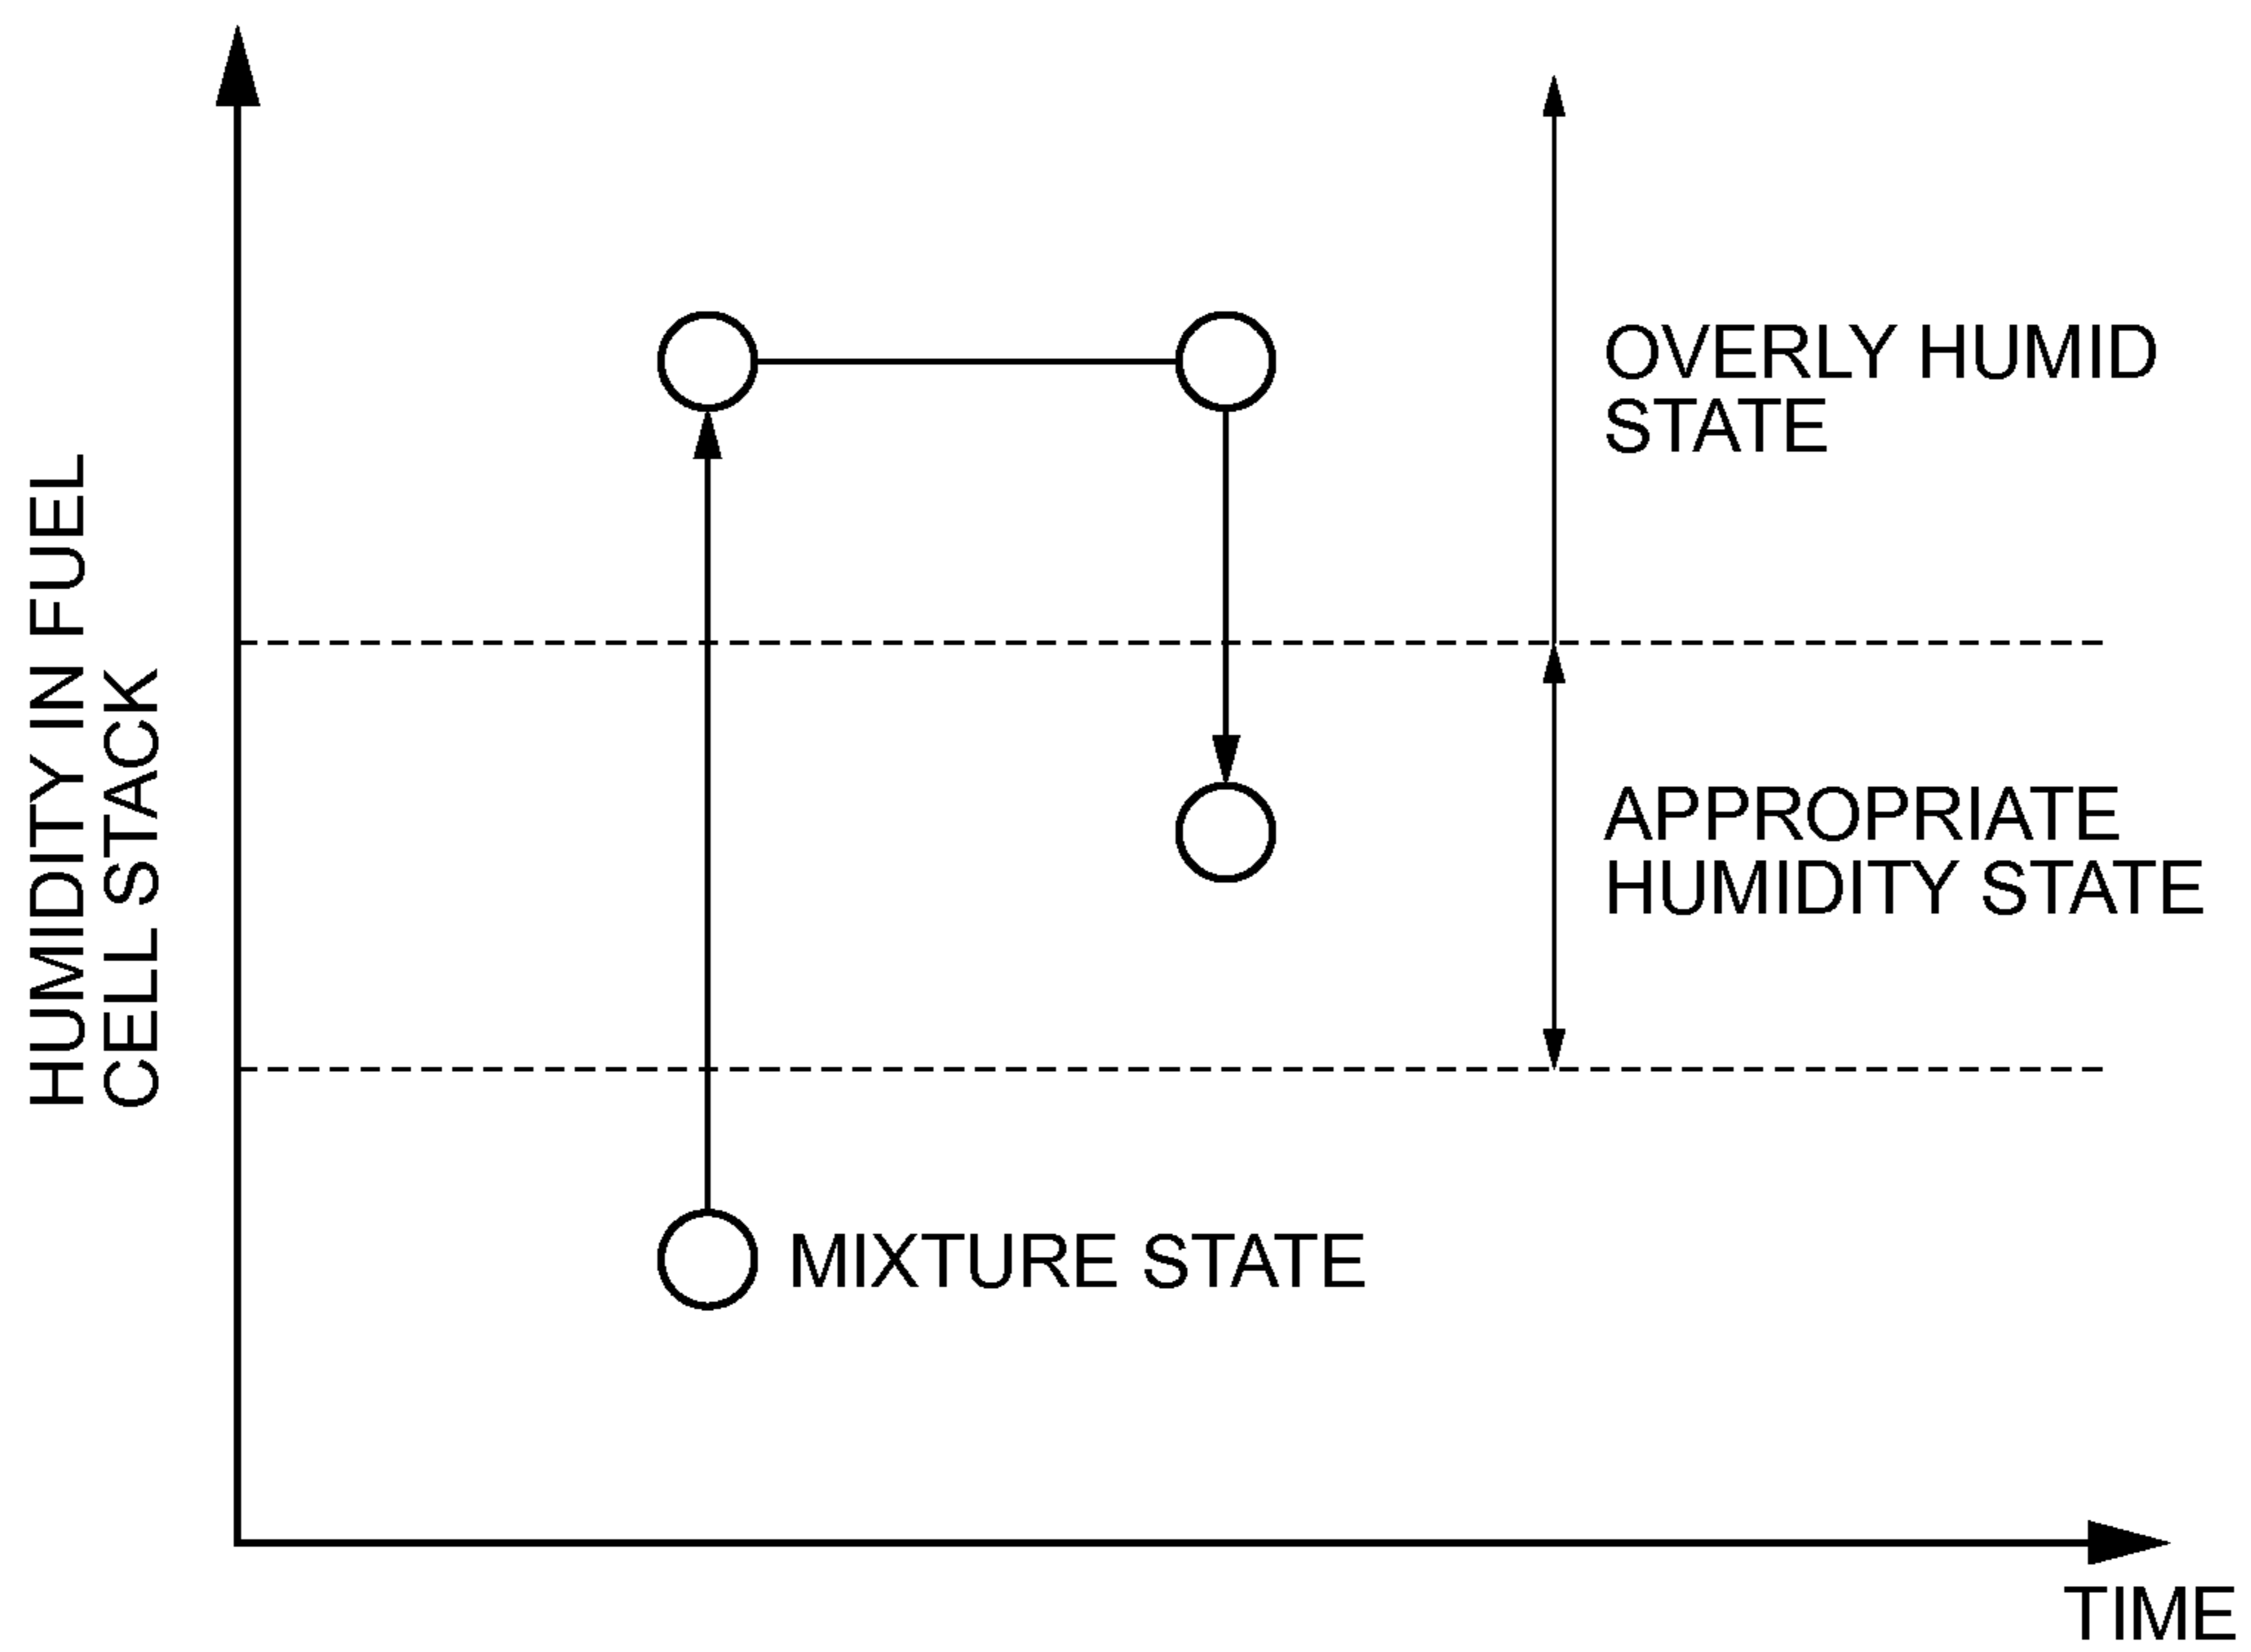 HUMIDITY IN FUEL
CELL STACK
OVERLY HUMID
STATE
APPROPRIATE
HUMIDITY STATE
MIXTURE STATE
TIME